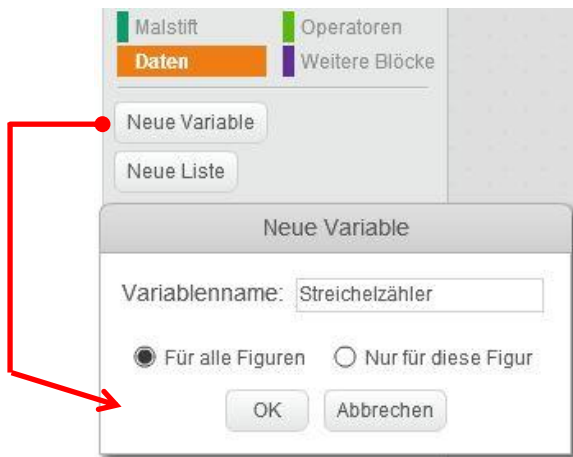 Malstift Operatoren
Daten Weitere Blöcke
Neue Variable
Neue Liste
Neue Variable
Variablenname: Streichelzähler
Für alle Figuren Nur für diese Figur
OK Abbrechen